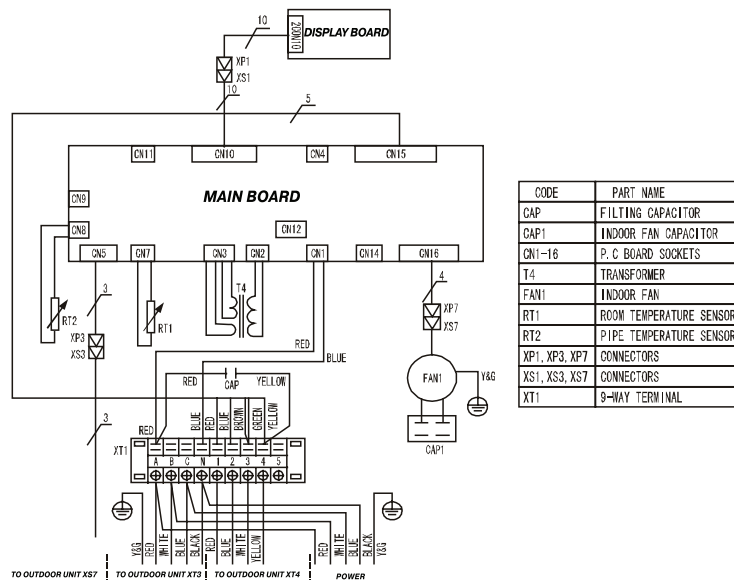 10
200N10
DISPLAY BOARD
XP1
XS1
10
5
CN11
CN10
CN4
CN15
CN9
MAIN BOARD
CN8
CN12
CN5
CN7
CN3
CN2
CN1
CN14
CN16
3
RT2
RT1
T4
4
XP3
XS3
XP7
XS7
RED
BLUE
RED
CAP
YELLOW
FAN1
Y&G
3
RED
BLUE
RED
BLUE
BROWN
GREEN
YELLOW
CAP1
XT1
A
B
C
N
1
2
3
4
5
Y&G
RED
WHITE
BLUE
BLACK
RED
BLUE
WHITE
YELLOW
RED
WHITE
BLUE
BLACK
Y&G
TO OUTDOOR UNIT XS7
TO OUTDOOR UNIT XT3
TO OUTDOOR UNIT XT4
POWER
CODE PART NAME
CAP FILTING CAPACITOR
CAP1 INDOOR FAN CAPACITOR
CN1-16 P.C BOARD SOCKETS
T4 TRANSFORMER
FAN1 INDOOR FAN
RT1 ROOM TEMPERATURE SENSOR
RT2 PIPE TEMPERATURE SENSOR
XP1, XP3, XP7 CONNECTORS
XS1, XS3, XS7 CONNECTORS
XT1 9-WAY TERMINAL